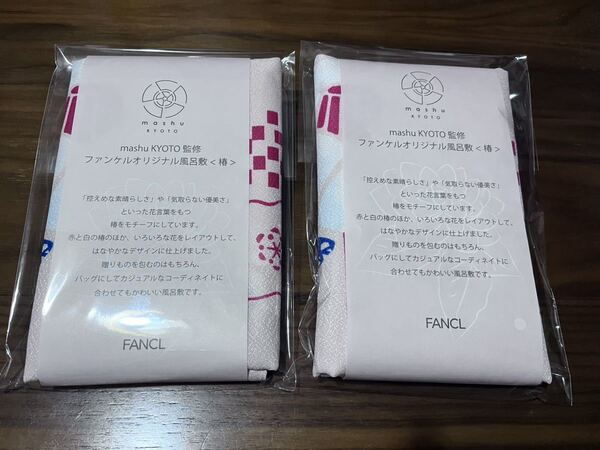 mashu
KYOTO
mashu KYOTO 監修
ファンケルオリジナル風呂敷 < 椿 >
「控えめな素晴らしさ」や「気取らない優美さ」
といった花言葉をもつ
椿をモチーフにしています。
赤と白の椿のほか、いろいろな花をレイアウトして、
はなやかなデザインに仕上げました。
贈りものを包むのはもちろん、
バッグにしてカジュアルなコーディネイトに
合わせてもかわいい風呂敷です。
FANCL
mashu
KYOTO
mashu KYOTO 監修
ファンケルオリジナル風呂敷 < 椿 >
「控えめな素晴らしさ」や「気取らない優美さ」
といった花言葉をもつ
椿をモチーフにしています。
赤と白の椿のほか、いろいろな花をレイアウトして、
はなやかなデザインに仕上げました。
贈りものを包むのはもちろん、
バッグにしてカジュアルなコーディネイトに
合わせてもかわいい風呂敷です。
FANCL